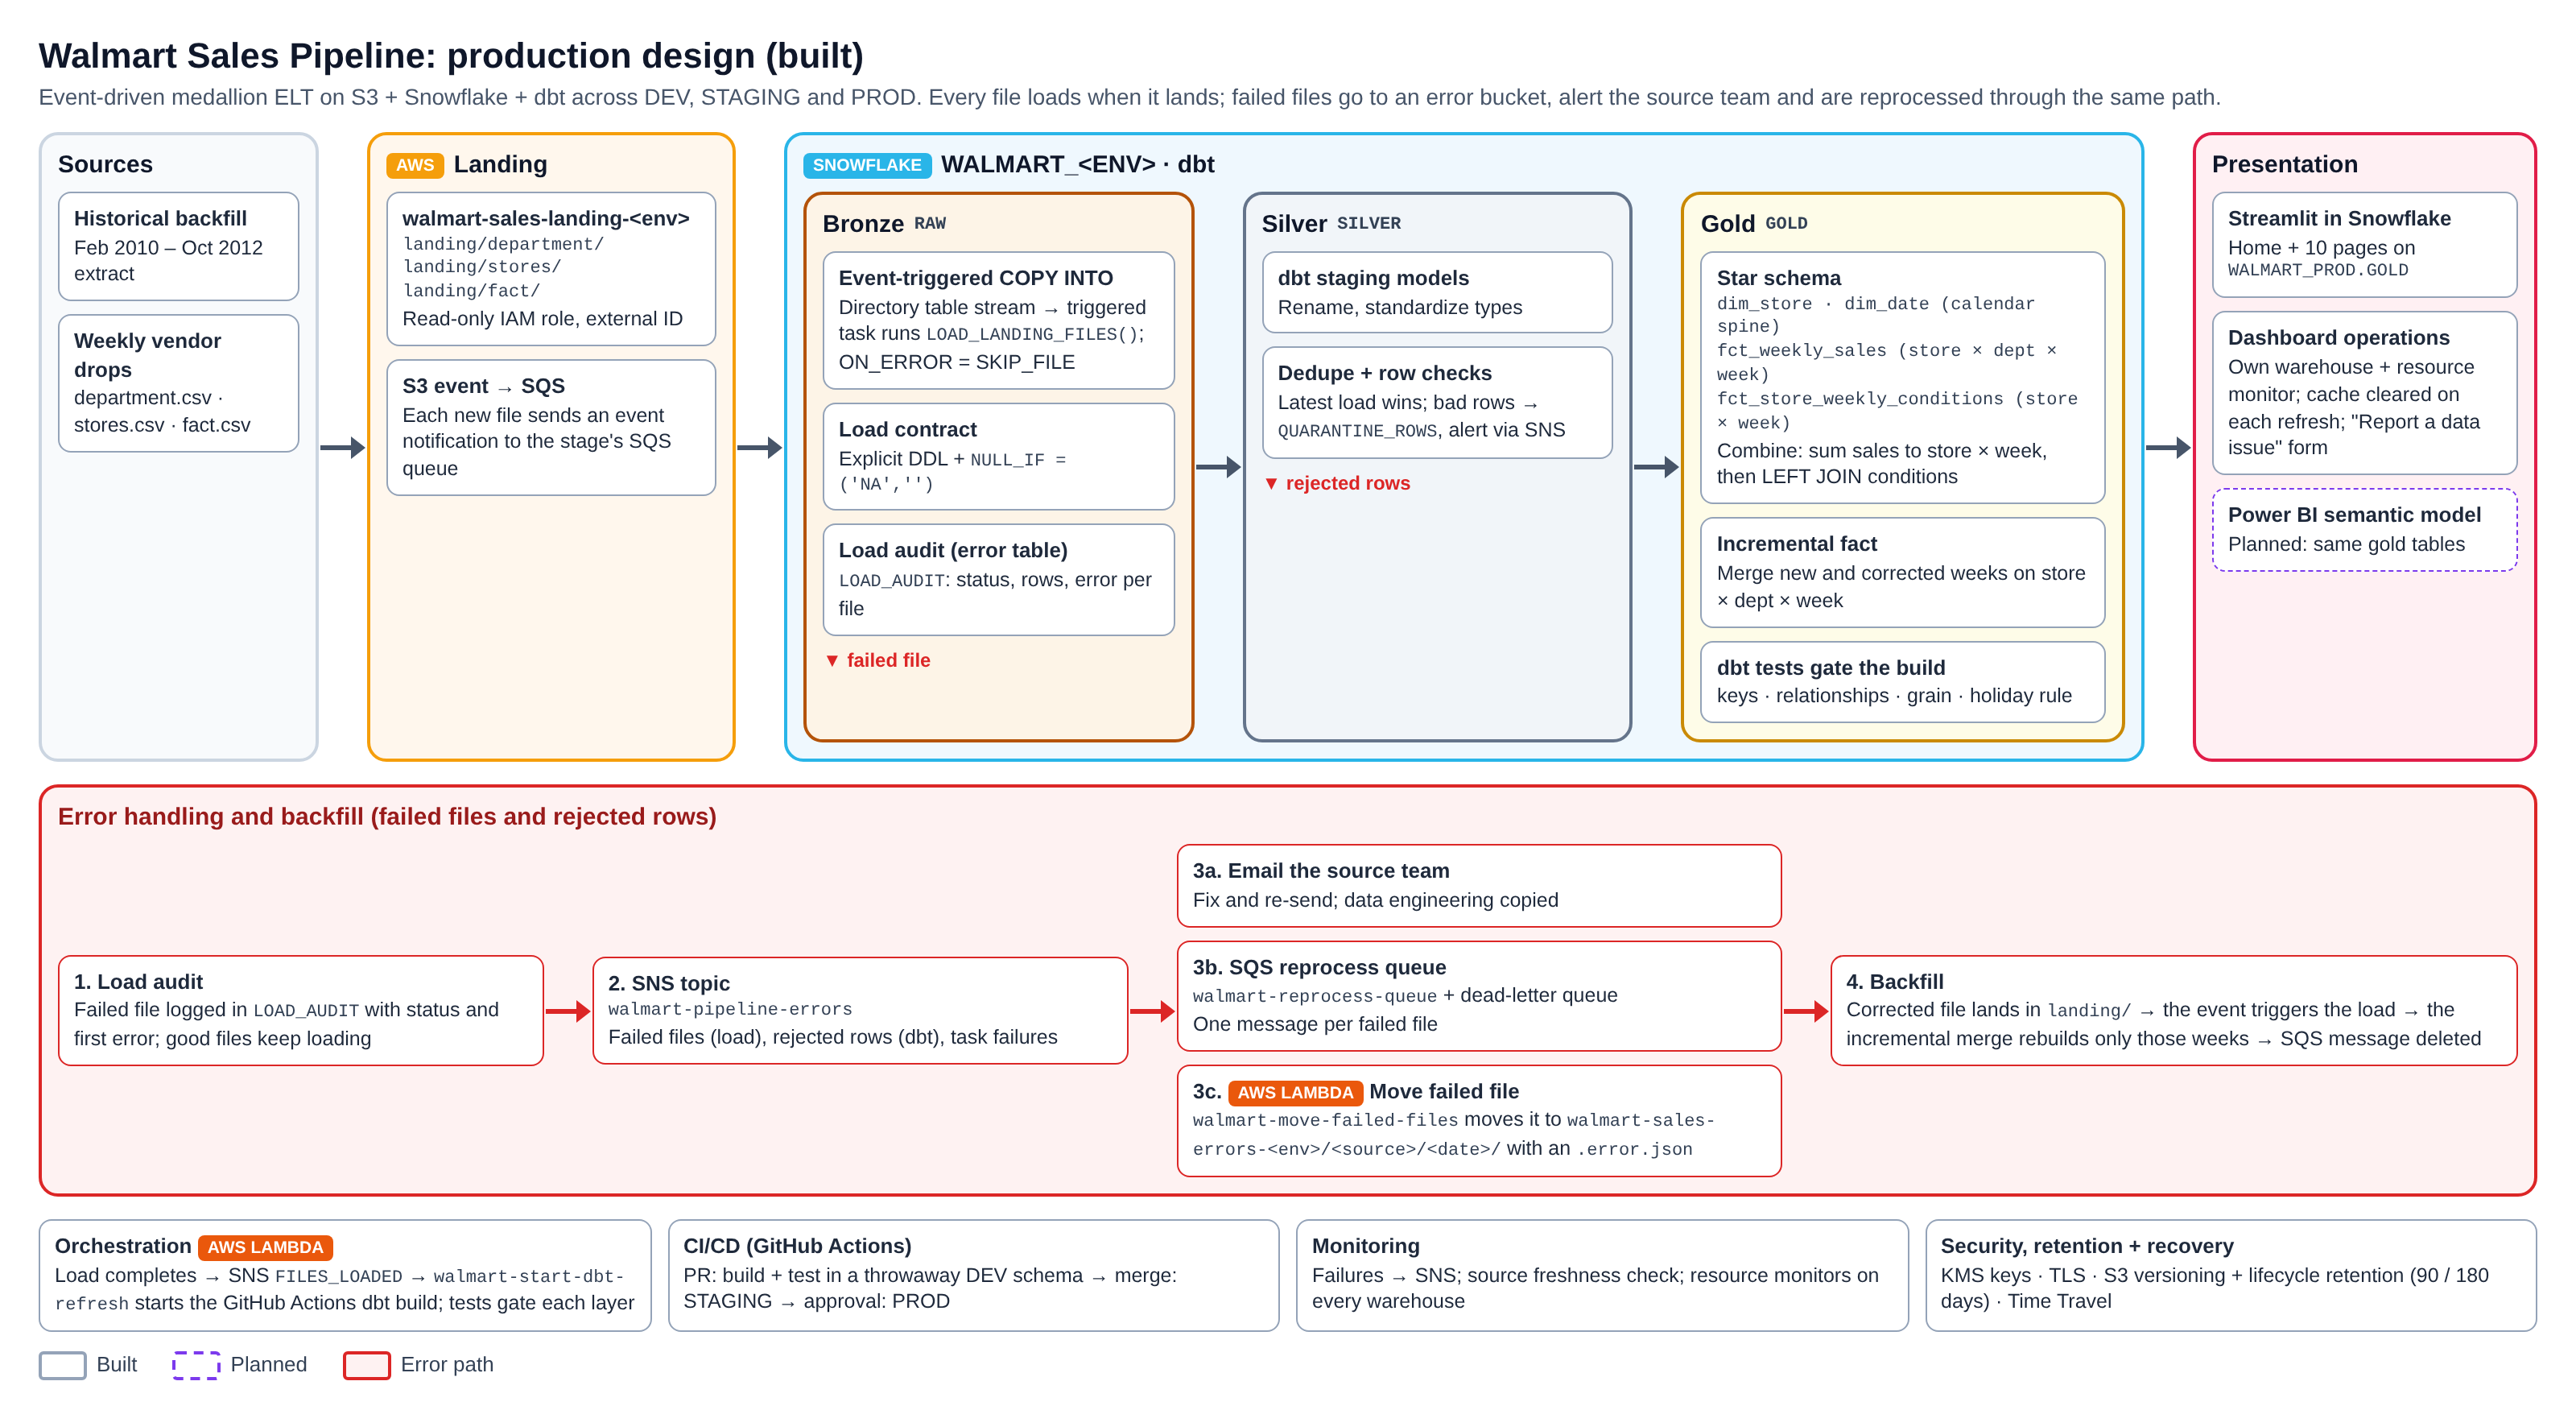 Walmart Sales Pipeline: production design (built)
Event-driven medallion ELT on S3 + Snowflake + dbt across DEV, STAGING and PROD. Every file loads when it lands; failed files go to an error bucket, alert the source team and are reprocessed through the same path.
Sources
Historical backfill
Feb 2010 – Oct 2012
extract
Weekly vendor
drops
department.csv ·
stores.csv · fact.csv
AWS Landing
walmart-sales-landing-<env>
landing/department/
landing/stores/
landing/fact/
Read-only IAM role, external ID
S3 event → SQS
Each new file sends an event
notification to the stage's SQS
queue
SNOWFLAKE WALMART_<ENV> · dbt
Bronze RAW
Event-triggered COPY INTO
Directory table stream → triggered
task runs LOAD_LANDING_FILES();
ON_ERROR = SKIP_FILE
Load contract
Explicit DDL + NULL_IF =
('NA','')
Load audit (error table)
LOAD_AUDIT: status, rows, error per
file
▼ failed file
Silver SILVER
dbt staging models
Rename, standardize types
Dedupe + row checks
Latest load wins; bad rows →
QUARANTINE_ROWS, alert via SNS
▼ rejected rows
Gold GOLD
Star schema
dim_store · dim_date (calendar
spine)
fct_weekly_sales (store × dept ×
week)
fct_store_weekly_conditions (store
× week)
Combine: sum sales to store × week,
then LEFT JOIN conditions
Incremental fact
Merge new and corrected weeks on store
× dept × week
dbt tests gate the build
keys · relationships · grain · holiday rule
Presentation
Streamlit in Snowflake
Home + 10 pages on
WALMART_PROD.GOLD
Dashboard operations
Own warehouse + resource
monitor; cache cleared on
each refresh; "Report a data
issue" form
Power BI semantic model
Planned: same gold tables
Error handling and backfill (failed files and rejected rows)
1. Load audit
Failed file logged in LOAD_AUDIT with status and
first error; good files keep loading
2. SNS topic
walmart-pipeline-errors
Failed files (load), rejected rows (dbt), task failures
3a. Email the source team
Fix and re-send; data engineering copied
3b. SQS reprocess queue
walmart-reprocess-queue + dead-letter queue
One message per failed file
3c. AWS LAMBDA Move failed file
walmart-move-failed-files moves it to walmart-sales-
errors-<env>/<source>/<date>/ with an .error.json
4. Backfill
Corrected file lands in landing/ → the event triggers the load → the
incremental merge rebuilds only those weeks → SQS message deleted
Orchestration AWS LAMBDA
Load completes → SNS FILES_LOADED → walmart-start-dbt-
refresh starts the GitHub Actions dbt build; tests gate each layer
CI/CD (GitHub Actions)
PR: build + test in a throwaway DEV schema → merge:
STAGING → approval: PROD
Monitoring
Failures → SNS; source freshness check; resource monitors on
every warehouse
Security, retention + recovery
KMS keys · TLS · S3 versioning + lifecycle retention (90 / 180
days) · Time Travel
Built
Planned
Error path